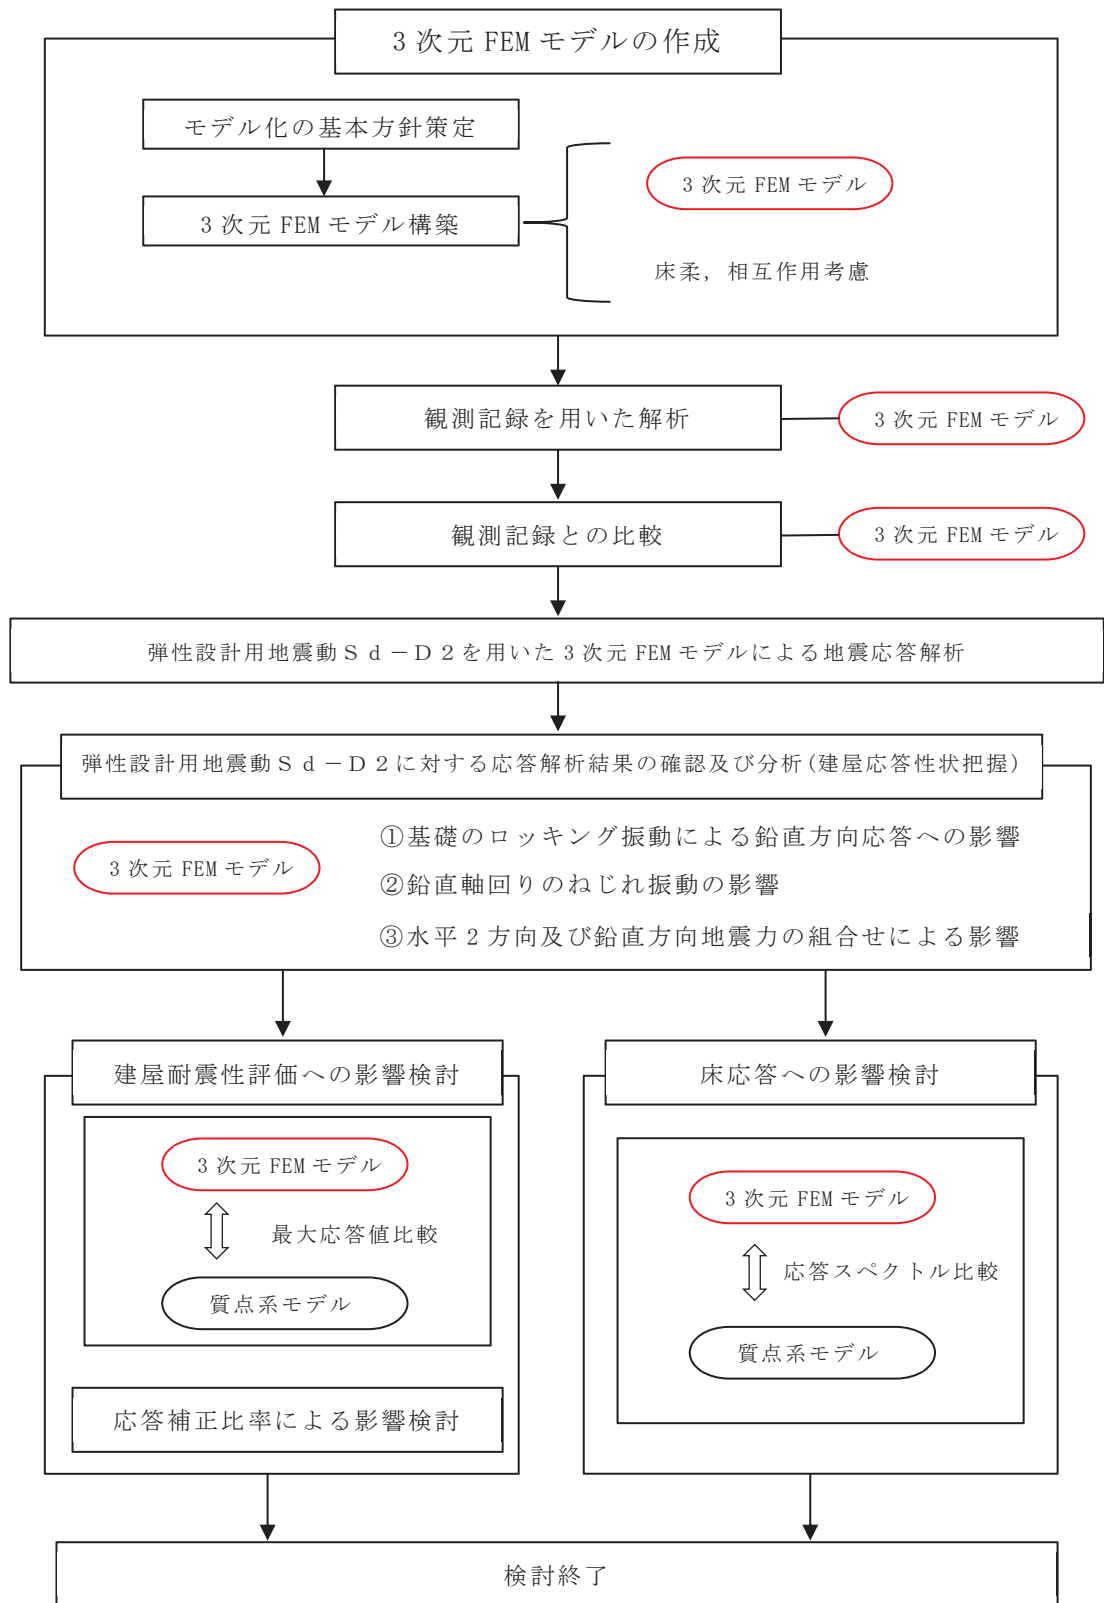 3次元 FEM モデルの作成
モデル化の基本方針策定
3次元 FEM モデル構築
3次元 FEM モデル
床柔，相互作用考慮
観測記録を用いた解析
3次元 FEM モデル
観測記録との比較
3次元 FEM モデル
弾性設計用地震動Ｓｄ－Ｄ２を用いた3次元 FEM モデルによる地震応答解析
弾性設計用地震動Ｓｄ－Ｄ２に対する応答解析結果の確認及び分析(建屋応答性状把握)
3次元 FEM モデル
①基礎のロッキング振動による鉛直方向応答への影響
②鉛直軸回りのねじれ振動の影響
③水平2方向及び鉛直方向地震力の組合せによる影響
建屋耐震性評価への影響検討
3次元 FEM モデル
最大応答値比較
質点系モデル
応答補正比率による影響検討
床応答への影響検討
3次元 FEM モデル
応答スペクトル比較
質点系モデル
検討終了